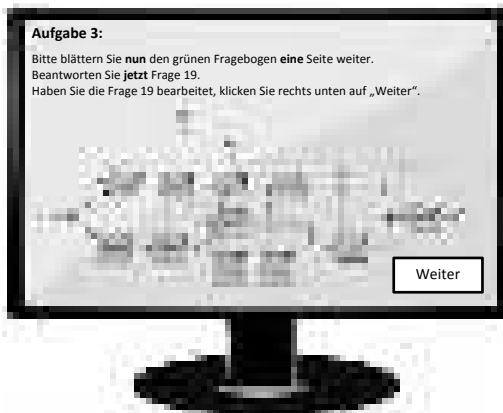 Aufgabe 3:
Bitte blättern Sie nun den grünen Fragebogen eine Seite weiter.
Beantworten Sie jetzt Frage 19.
Haben Sie die Frage 19 bearbeitet, klicken Sie rechts unten auf „Weiter“.
Weiter